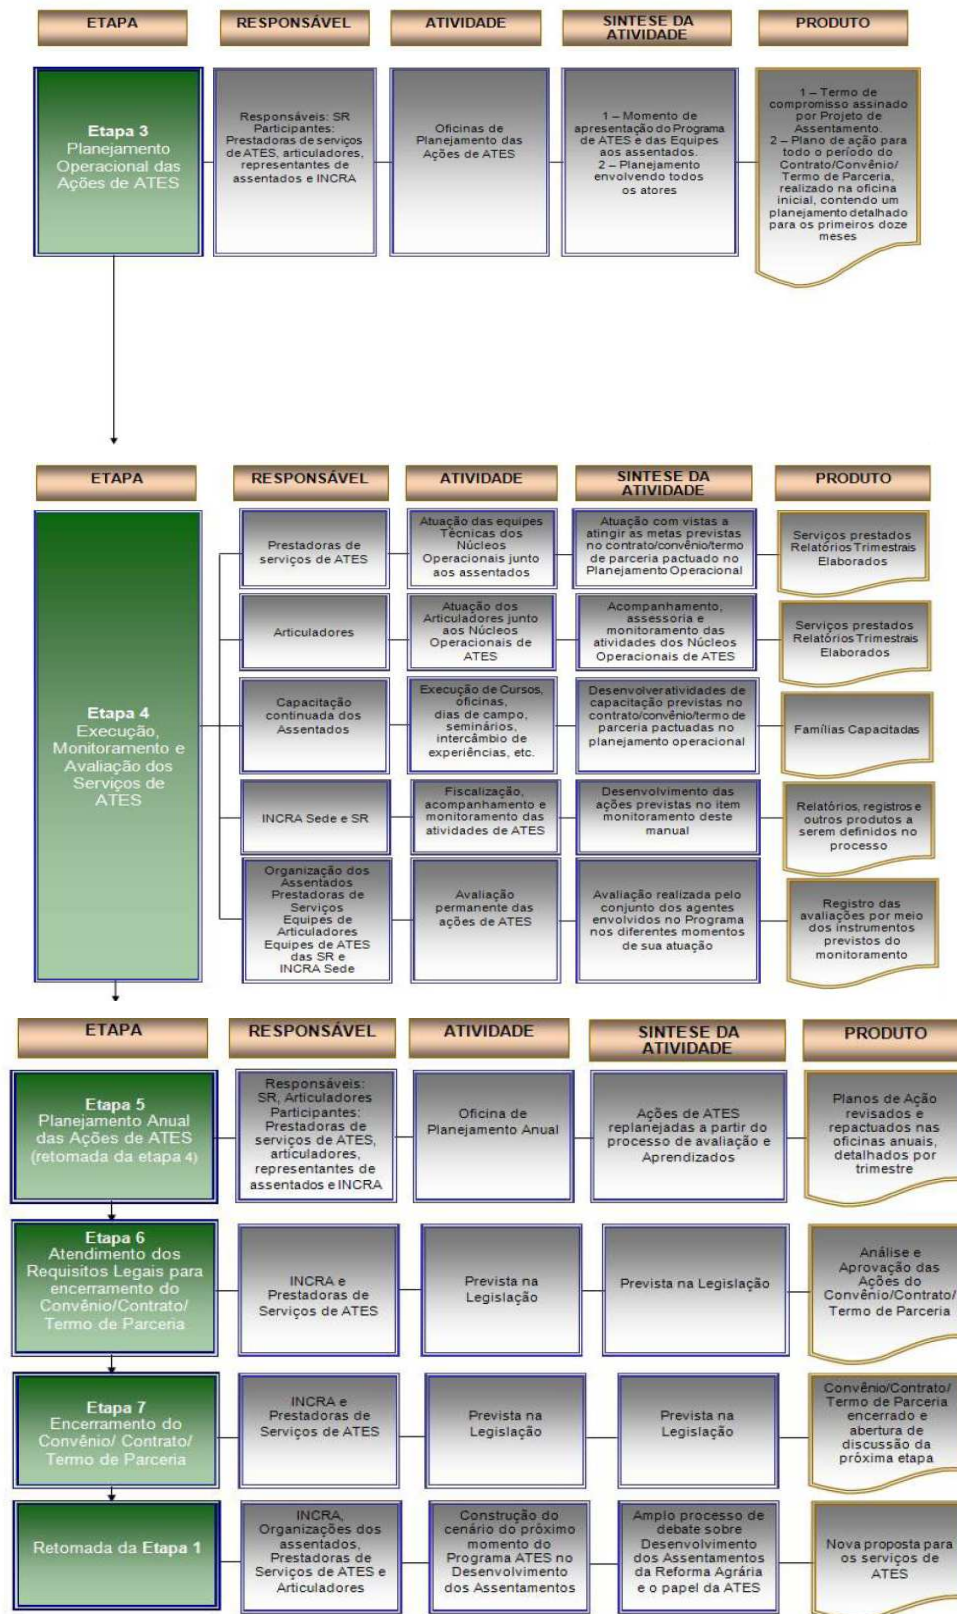 ETAPA
RESPONSÁVEL
ATIVIDADE
SINTESE DA
ATIVIDADE
PRODUTO
Etapa 3
Planejamento
Operacional das
Ações de ATES
Responsáveis: SR
Participantes:
Prestadoras de serviços
de ATES, articuladores,
representantes de
assentados e INCRA
Oficinas de
Planejamento das
Ações de ATES
1 – Momento de
apresentação do Programa
de ATES e das Equipes
aos assentados.
2 – Planejamento
envolvendo todos
os atores
1 – Termo de
compromisso assinado
por Projeto de
Assentamento.
2 – Plano de ação para
todo o período do
Contrato/Convênio/
Termo de Parceria,
realizado na oficina
inicial, contendo um
planejamento detalhado
para os primeiros doze
meses
ETAPA
RESPONSÁVEL
ATIVIDADE
SINTESE DA
ATIVIDADE
PRODUTO
Etapa 4
Execução,
Monitoramento e
Avaliação dos
Serviços de
ATES
Prestadoras de
serviços de ATES
Atuação das equipes
Técnicas dos
Núcleos
Operacionais junto
aos assentados
Atuação com vistas a
atingir as metas previstas
no contrato/convênio/termo
de parceria pactuado no
Planejamento Operacional
Serviços prestados
Relatórios Trimestrais
Elaborados
Articuladores
Atuação dos
Articuladores junto
aos Núcleos
Operacionais de
ATES
Acompanhamento,
assessoria e
monitoramento das
atividades dos Núcleos
Operacionais de ATES
Serviços prestados
Relatórios Trimestrais
Elaborados
Capacitação
continuada dos
Assentados
Execução de Cursos,
oficinas,
dias de campo,
seminários,
intercâmbio de
experiências, etc.
Desenvolveratividades de
capacitação previstas no
contrato/convênio/termo de
parceria pactuadas no
planejamento operacional
Famílias Capacitadas
INCRA Sede e SR
Fiscalização,
acompanhamento e
monitoramento das
atividades de ATES
Desenvolvimento das
ações previstas no item
monitoramento deste
manual
Relatórios, registros e
outros produtos a
serem definidos no
processo
Organização dos
Assentados
Prestadoras de
Serviços
Equipes de
Articuladores
Equipes de ATES
das SR e
INCRA Sede
Avaliação
permanente das
ações de ATES
Avaliação realizada pelo
conjunto dos agentes
envolvidos no Programa
nos diferentes momentos
de sua atuação
Registro das
avaliações por meio
dos instrumentos
previstos do
monitoramento
ETAPA
RESPONSÁVEL
ATIVIDADE
SINTESE DA
ATIVIDADE
PRODUTO
Etapa 5
Planejamento Anual
das Ações de ATES
(retomada da etapa 4)
Responsáveis:
SR, Articuladores
Participantes:
Prestadoras de
serviços de ATES,
articuladores,
representantes de
assentados e INCRA
Oficina de
Planejamento Anual
Ações de ATES
replanejadas a partir do
processo de avaliação e
Aprendizados
Planos de Ação
revisados e
repactuados nas
oficinas anuais,
detalhados por
trimestre
Etapa 6
Atendimento dos
Requisitos Legais para
encerramento do
Convênio/Contrato/
Termo de Parceria
INCRA e
Prestadoras de
Serviços de ATES
Prevista na
Legislação
Prevista na Legislação
Análise e
Aprovação das
Ações do
Convênio/Contrato/
Termo de Parceria
Etapa 7
Encerramento do
Convênio/ Contrato/
Termo de Parceria
INCRA e
Prestadoras de
Serviços de ATES
Prevista na
Legislação
Prevista na
Legislação
Convênio/Contrato/
Termo de Parceria
encerrado e
abertura de
discussão da
próxima etapa
Retomada da Etapa 1
INCRA,
Organizações dos
assentados,
Prestadoras de
Serviços de ATES e
Articuladores
Construção do
cenário do próximo
momento do
Programa ATES no
Desenvolvimento
dos Assentamentos
Amplo processo de
debate sobre
Desenvolvimento
dos Assentamentos
da Reforma Agrária
e o papel da ATES
Nova proposta para
os serviços de
ATES